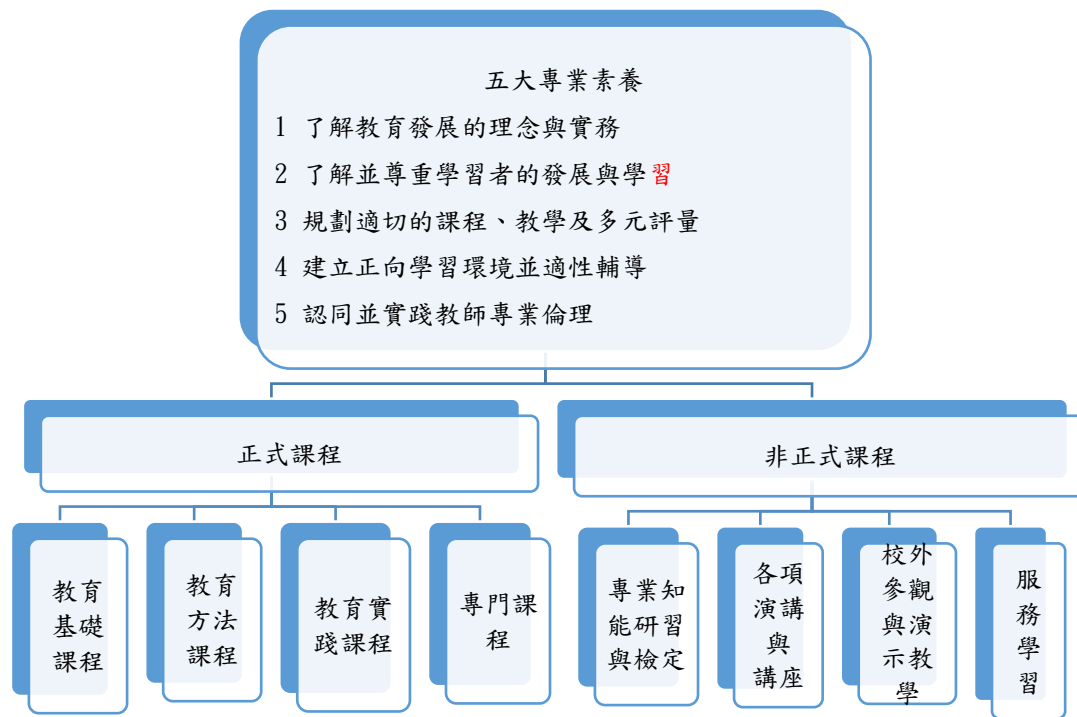 五大專業素養
1 了解教育發展的理念與實務
2 了解並尊重學習者的發展與學習
3 規劃適切的課程、教學及多元評量
4 建立正向學習環境並適性輔導
5 認同並實踐教師專業倫理
正式課程
非正式課程
教育
基礎
課程
教育
方法
課程
教育實
踐課程
專門課
程
專業知
能研習
與檢定
各項
演講
與
講座
校外
參觀
與演
示教
學
服
務
學
習